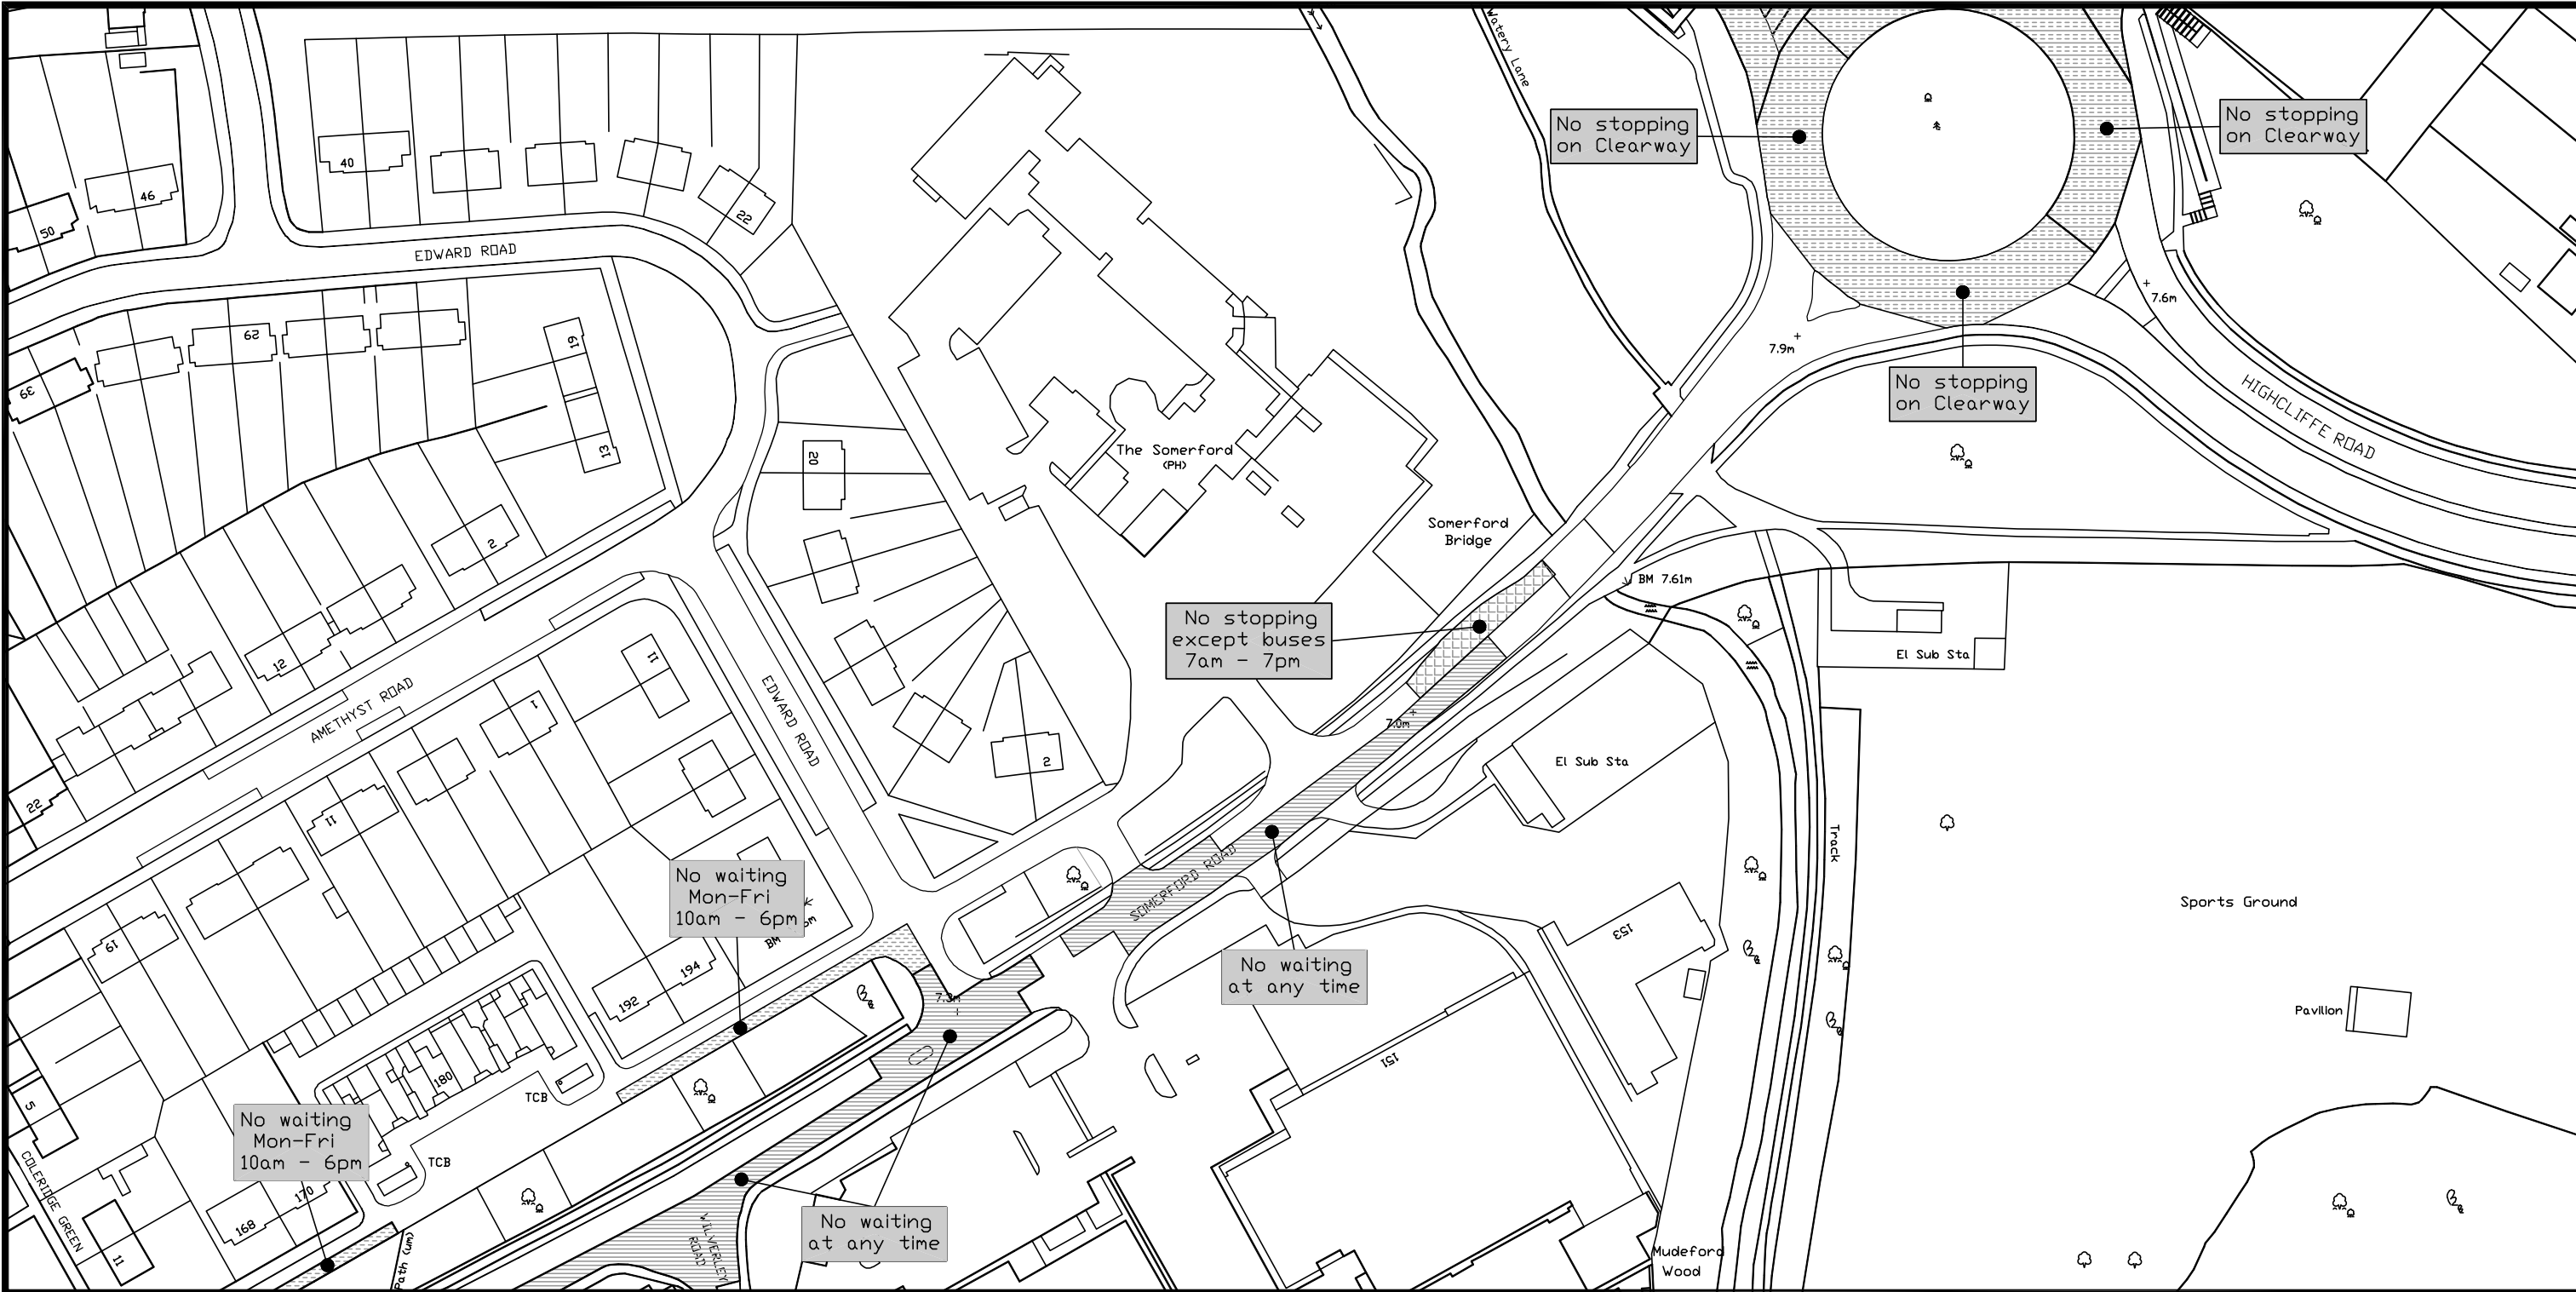 Watery Lane
No stopping
on Clearway
No stopping
on Clearway
40
46
50
22
EDWARD ROAD
7.6m
7.9m
29
19
39
13
No stopping
on Clearway
HIGHCLIFFE ROAD
20
The Somerford
(PH)
Somerford
Bridge
2
BM 7.61m
No stopping
except buses
7am - 7pm
El Sub Sta
12
11
AMETHYST ROAD
1
EDWARD ROAD
7.0m
2
El Sub Sta
22
11
Track
No waiting
Mon-Fri
10am - 6pm
BM
SOMERFORD ROAD
Sports Ground
153
19
194
192
No waiting
at any time
Pavilion
151
180
TCB
5
No waiting
Mon-Fri
10am - 6pm
TCB
COLERIDGE GREEN
170
168
11
Path (um)
WILVERLEY
ROAD
No waiting
at any time
Mudeford
Wood